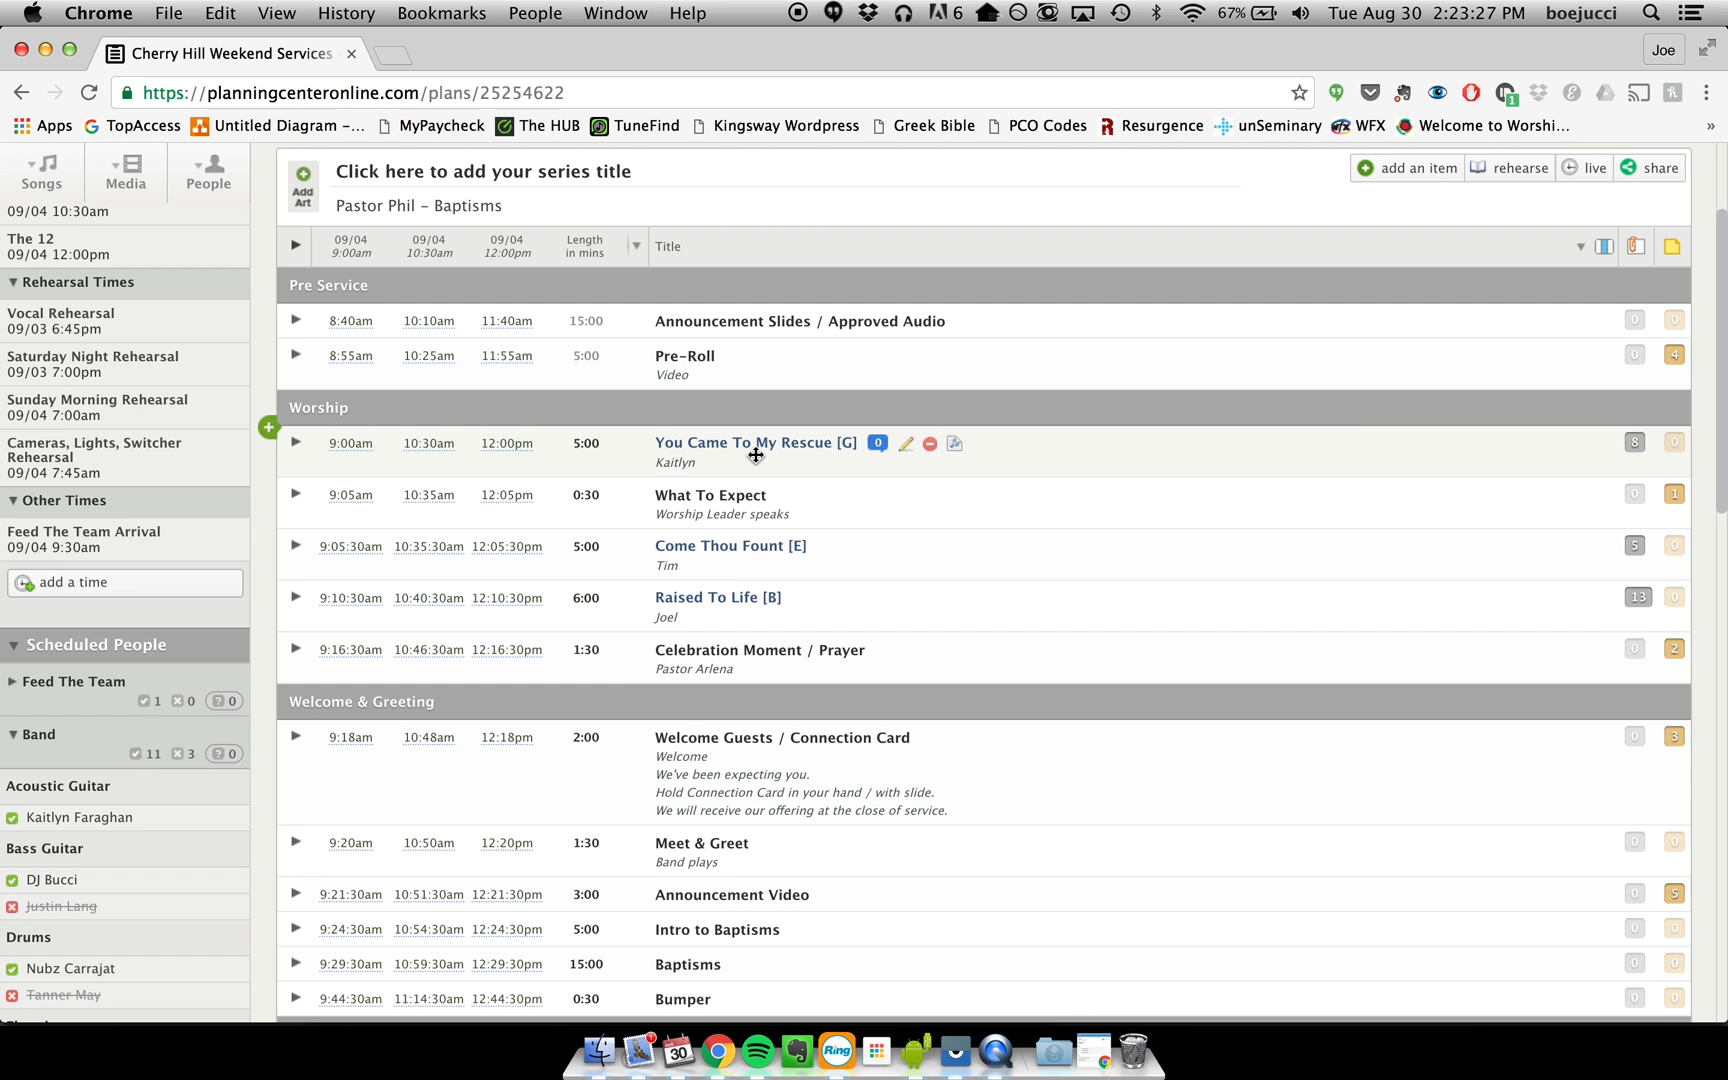 Chrome File Edit View History Bookmarks People Window Help 6 67% Tue Aug 30 2:23:27 PM boejucci
Cherry Hill Weekend Services Joe
https://planningcenteronline.com/plans/25254622
Apps TopAccess Untitled Diagram –... MyPaycheck The HUB TuneFind Kingsway Wordpress Greek Bible PCO Codes Resurgence unSeminary WFX Welcome to Worshi... »
Songs Media People
09/04 10:30am
The 12
09/04 12:00pm
Rehearsal Times
Vocal Rehearsal
09/03 6:45pm
Saturday Night Rehearsal
09/03 7:00pm
Sunday Morning Rehearsal
09/04 7:00am
Cameras, Lights, Switcher
Rehearsal
09/04 7:45am
Other Times
Feed The Team Arrival
09/04 9:30am
add a time
Scheduled People
Feed The Team
1 0 ? 0
Band
11 3 ? 0
Acoustic Guitar
Kaitlyn Faraghan
Bass Guitar
DJ Bucci
Justin Lang
Drums
Nubz Carrajat
Tanner May
Add
Art
Click here to add your series title
Pastor Phil – Baptisms
add an item rehearse live share
09/04 9:00am 09/04 10:30am 09/04 12:00pm Length in mins Title
Pre Service
8:40am 10:10am 11:40am 15:00 Announcement Slides / Approved Audio 0 0
8:55am 10:25am 11:55am 5:00 Pre–Roll 0 4
Video
Worship
9:00am 10:30am 12:00pm 5:00 You Came To My Rescue [G] 0 8 0
Kaitlyn
9:05am 10:35am 12:05pm 0:30 What To Expect 0 1
Worship Leader speaks
9:05:30am 10:35:30am 12:05:30pm 5:00 Come Thou Fount [E] 5 0
Tim
9:10:30am 10:40:30am 12:10:30pm 6:00 Raised To Life [B] 13 0
Joel
9:16:30am 10:46:30am 12:16:30pm 1:30 Celebration Moment / Prayer 0 2
Pastor Arlena
Welcome & Greeting
9:18am 10:48am 12:18pm 2:00 Welcome Guests / Connection Card 0 3
Welcome
We've been expecting you.
Hold Connection Card in your hand / with slide.
We will receive our offering at the close of service.
9:20am 10:50am 12:20pm 1:30 Meet & Greet 0 0
Band plays
9:21:30am 10:51:30am 12:21:30pm 3:00 Announcement Video 0 5
9:24:30am 10:54:30am 12:24:30pm 5:00 Intro to Baptisms 0 0
9:29:30am 10:59:30am 12:29:30pm 15:00 Baptisms 0 0
9:44:30am 11:14:30am 12:44:30pm 0:30 Bumper 0 0
30 Ring